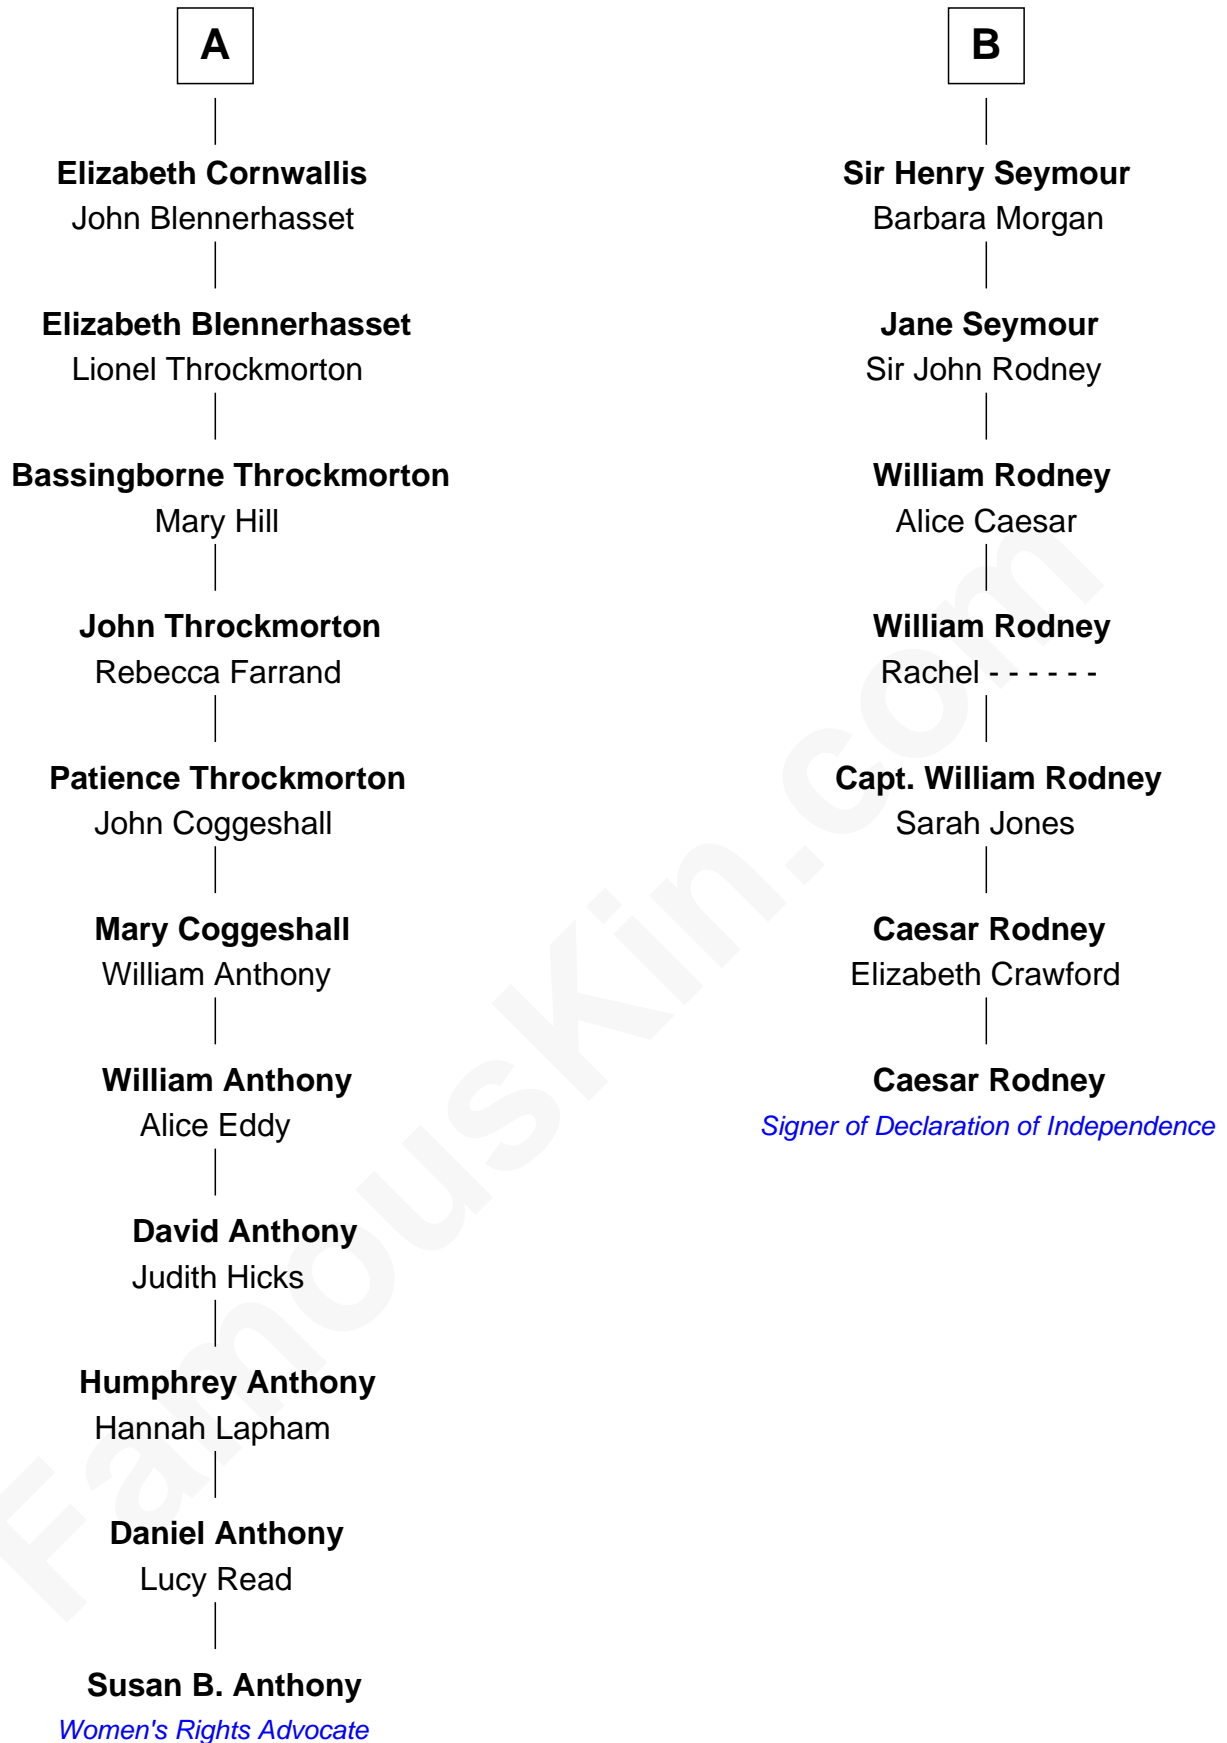 A
Elizabeth Cornwallis
John Blennerhasset
Elizabeth Blennerhasset
Lionel Throckmorton
Bassingborne Throckmorton
Mary Hill
John Throckmorton
Rebecca Farrand
Patience Throckmorton
John Coggeshall
Mary Coggeshall
William Anthony
William Anthony
Alice Eddy
David Anthony
Judith Hicks
Humphrey Anthony
Hannah Lapham
Daniel Anthony
Lucy Read
Susan B. Anthony
Women's Rights Advocate
B
Sir Henry Seymour
Barbara Morgan
Jane Seymour
Sir John Rodney
William Rodney
Alice Caesar
William Rodney
Rachel - - - - - -
Capt. William Rodney
Sarah Jones
Caesar Rodney
Elizabeth Crawford
Caesar Rodney
Signer of Declaration of Independence
FamousKin.com